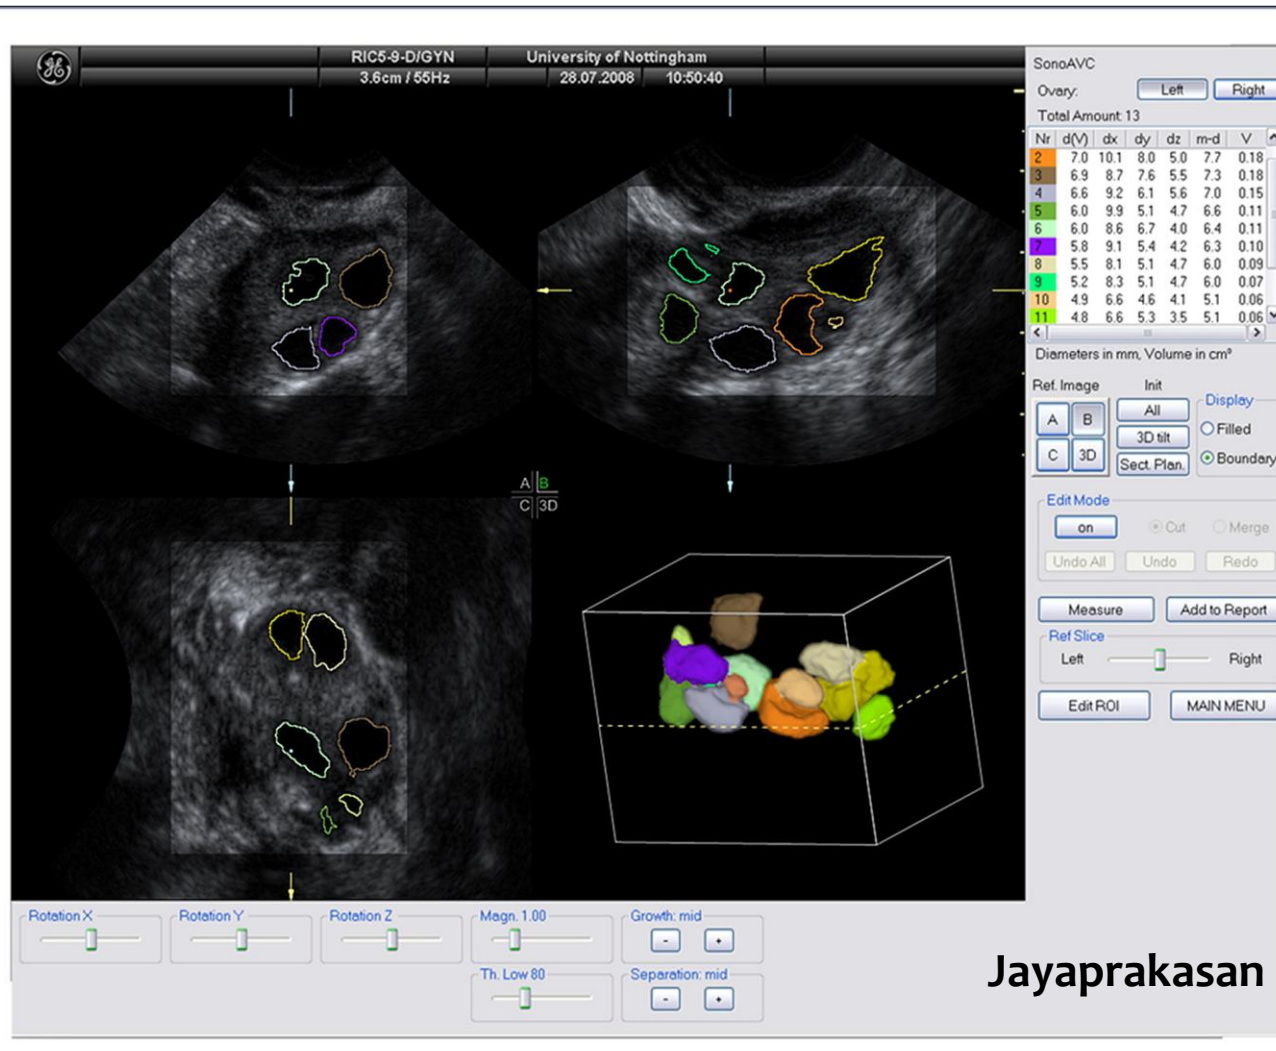 RIC5-9-D/GYN University of Nottingham
3.6cm / 55Hz 28.07.2008 10:50:40
SonoAVC
Ovary: Left Right
Total Amount: 13
Nr d(V) dx dy dz m-d V
2 7.0 10.1 8.0 5.0 7.7 0.18
3 6.9 8.7 7.6 5.5 7.3 0.18
4 6.6 9.2 6.1 5.6 7.0 0.15
5 6.0 9.9 5.1 4.7 6.6 0.11
6 6.0 8.6 6.7 4.0 6.4 0.11
7 5.8 9.1 5.4 4.2 6.3 0.10
8 5.5 8.1 5.1 4.7 6.0 0.09
9 5.2 8.3 5.1 4.7 6.0 0.07
10 4.9 6.6 4.6 4.1 5.1 0.06
11 4.8 6.6 5.3 3.5 5.1 0.06
Diameters in mm, Volume in cm³
Ref. Image Init Display
A B All Filled
C 3D 3D tilt Boundary
Sect. Plan.
A B
C 3D
Edit Mode
on Cut Merge
Undo All Undo Redo
Measure Add to Report
Ref Slice
Left Right
Edit ROI MAIN MENU
Rotation X Rotation Y Rotation Z Magn. 1.00 Growth: mid
- +
Th. Low 80 Separation: mid
- +
Jayaprakasan